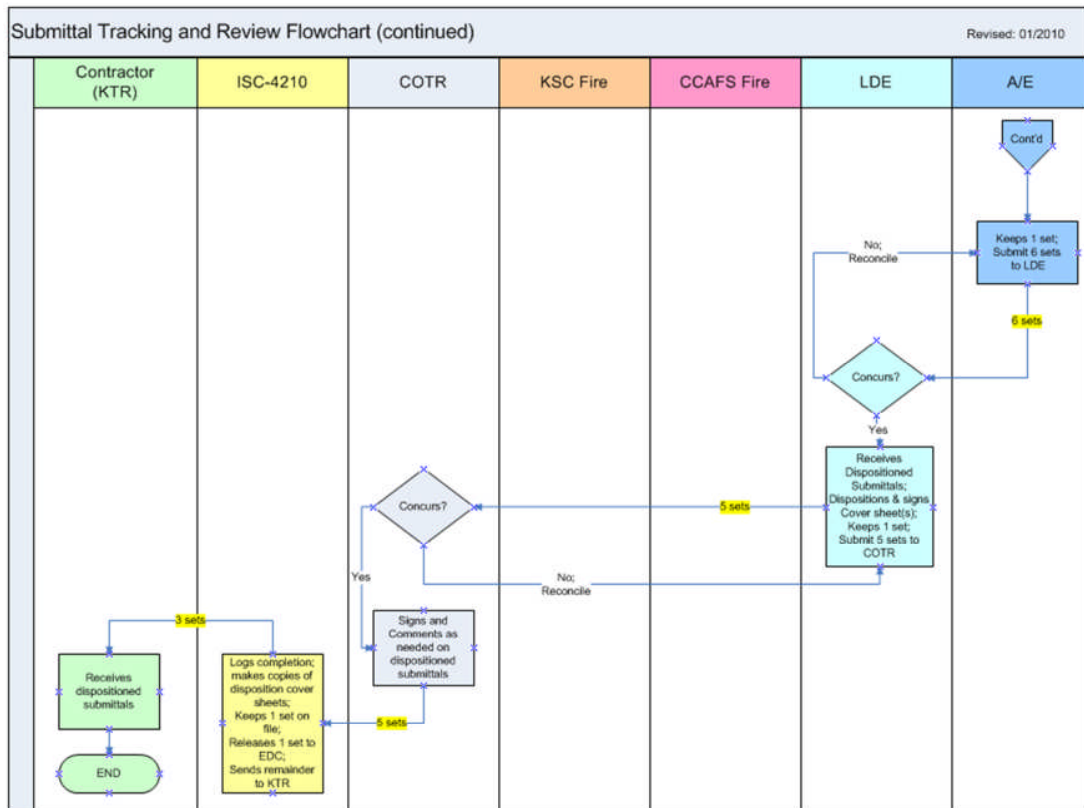 Submittal Tracking and Review Flowchart (continued)
Revised: 01/2010
Contractor
(KTR)
ISC-4210
COTR
KSC Fire
CCAFS Fire
LDE
A/E
Cont'd
Keeps 1 set;
Submit 6 sets
to LDE
No;
Reconcile
6 sets
Concurs?
Yes
Receives
Dispositioned
Submittals;
Dispositions & signs
Cover sheet(s);
Keeps 1 set;
Submit 5 sets to
COTR
5 sets
Concurs?
Yes
No;
Reconcile
Signs and
Comments as
needed on
dispositioned
submittals
5 sets
Logs completion;
makes copies of
disposition cover
sheets;
Keeps 1 set on
file;
Releases 1 set to
EDC;
Sends remainder
to KTR
3 sets
Receives
dispositioned
submittals
END